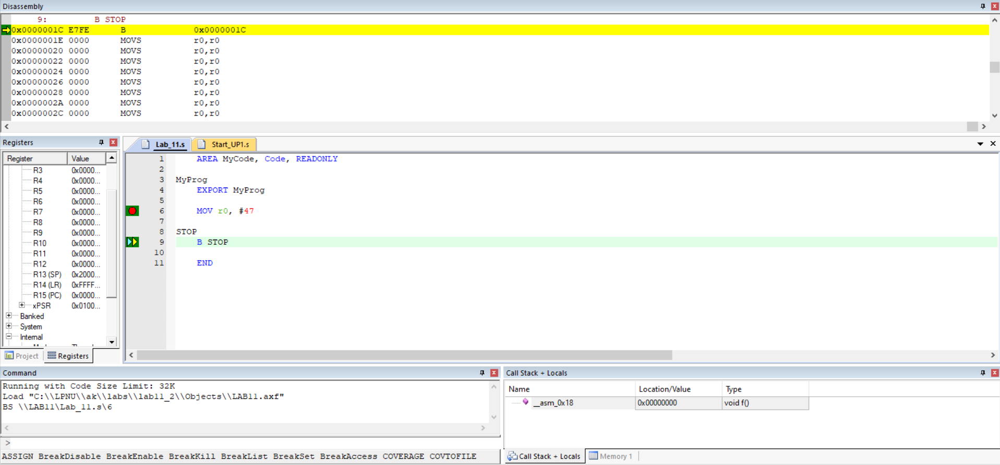 Disassembly
9: B STOP
0x0000001C E7FE B 0x0000001C
0x0000001E 0000 MOVS r0,r0
0x00000020 0000 MOVS r0,r0
0x00000022 0000 MOVS r0,r0
0x00000024 0000 MOVS r0,r0
0x00000026 0000 MOVS r0,r0
0x00000028 0000 MOVS r0,r0
0x0000002A 0000 MOVS r0,r0
0x0000002C 0000 MOVS r0,r0
Registers
Register Value
R3 0x0000...
R4 0x0000...
R5 0x0000...
R6 0x0000...
R7 0x0000...
R8 0x0000...
R9 0x0000...
R10 0x0000...
R11 0x0000...
R12 0x0000...
R13 (SP) 0x2000...
R14 (LR) 0xFFFF...
R15 (PC) 0x0000...
xPSR 0x0100...
Banked
System
Internal
Project Registers
Lab_11.s Start_UP1.s
1 AREA MyCode, Code, READONLY
2
3 MyProg
4 EXPORT MyProg
5
6 MOV r0, #47
7
8 STOP
9 B STOP
10
11 END
Command
Running with Code Size Limit: 32K
Load "C:\\LPNU\\ak\\labs\\lab11_2\\Objects\\LAB11.axf"
BS \\LAB11\Lab_11.s\6
>
ASSIGN BreakDisable BreakEnable BreakKill BreakList BreakSet BreakAccess COVERAGE COVTOFILE
Call Stack + Locals
Name Location/Value Type
__asm_0x18 0x00000000 void f()
Call Stack + Locals Memory 1